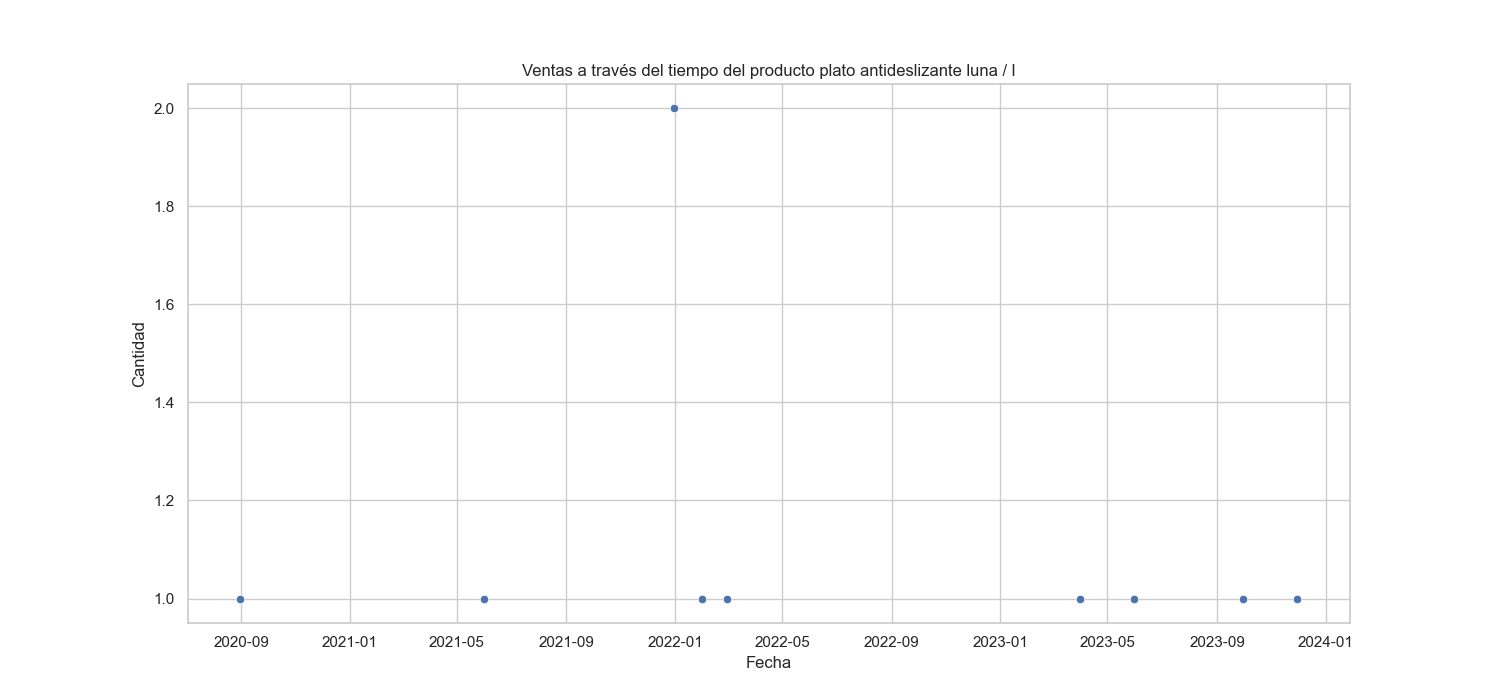 Ventas a través del tiempo del producto plato antideslizante luna / l
2.0
1.8
1.6
1.4
1.2
1.0
Cantidad
2020-09 2021-01 2021-05 2021-09 2022-01 2022-05 2022-09 2023-01 2023-05 2023-09 2024-01
Fecha